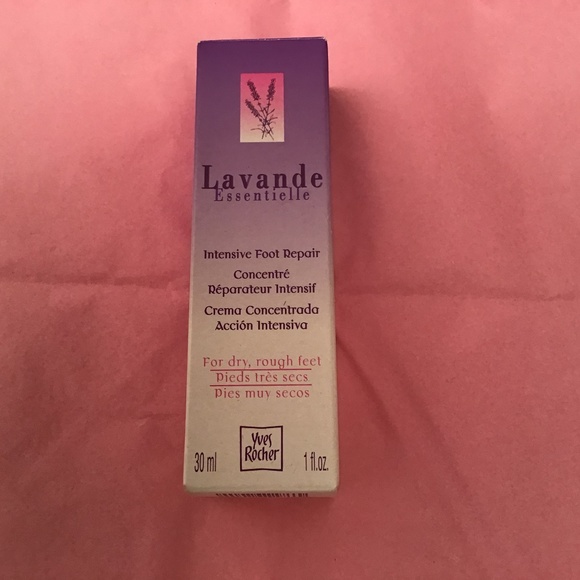 Lavande
Essentielle
Intensive Foot Repair
Concentré
Réparateur Intensif
Crema Concentrada
Acción Intensiva
For dry, rough feet
Pieds très secs
Pies muy secos
Yves
Rocher
30 ml 1 fl.oz.